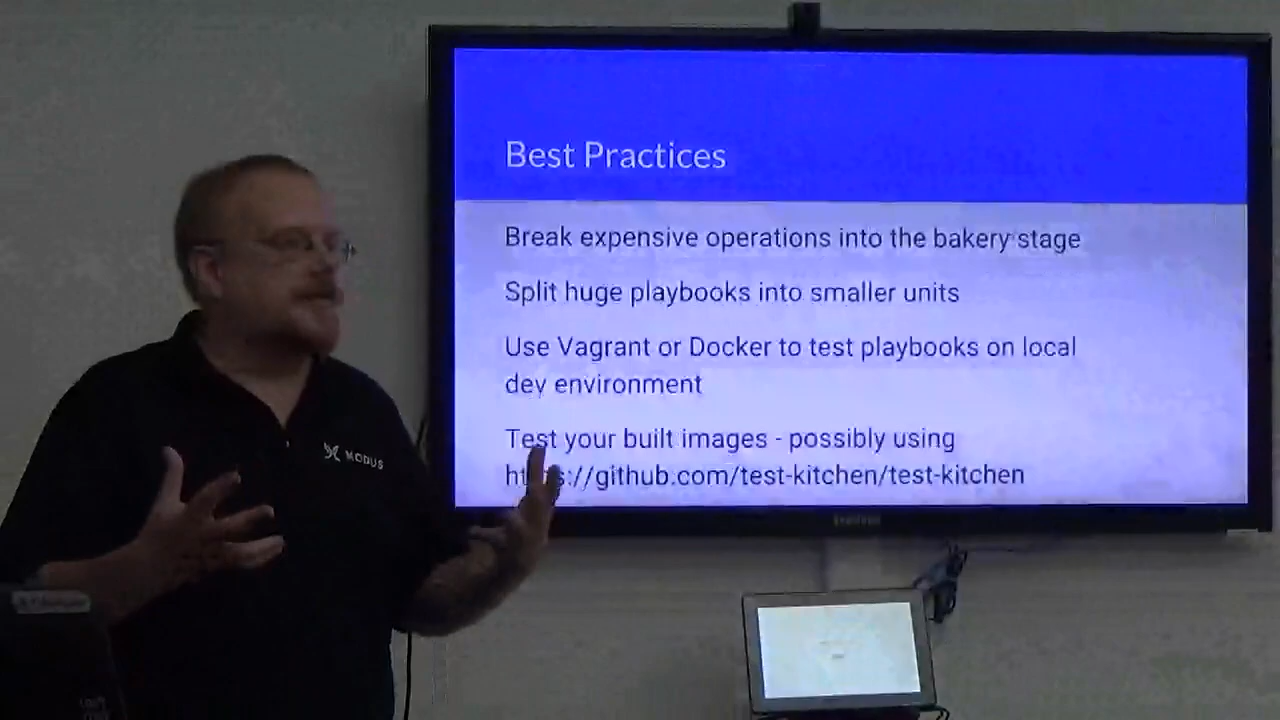 Best Practices
Break expensive operations into the bakery stage
Split huge playbooks into smaller units
Use Vagrant or Docker to test playbooks on local
dev environment
Test your built images - possibly using
https://github.com/test-kitchen/test-kitchen
MODUS